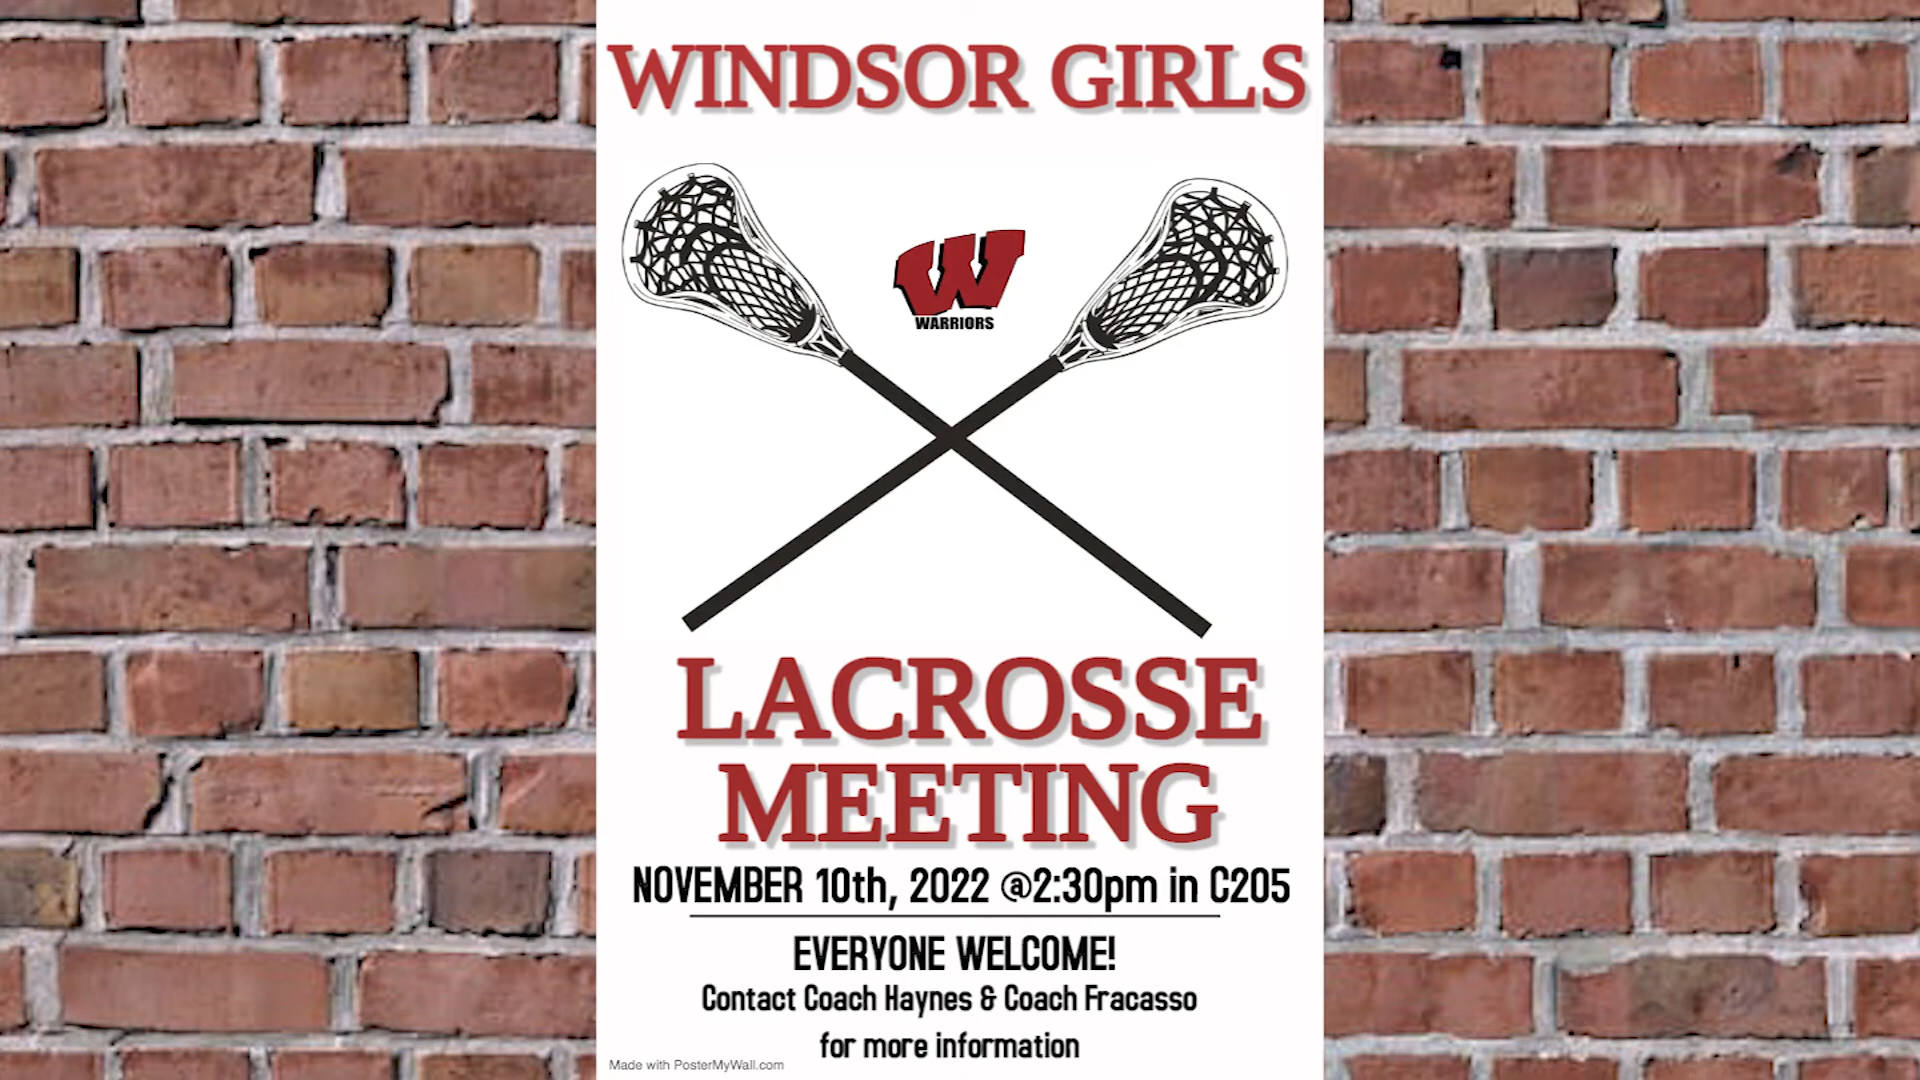 WINDSOR GIRLS
W
WARRIORS
LACROSSE
MEETING
NOVEMBER 10th, 2022 @2:30pm in C205
EVERYONE WELCOME!
Contact Coach Haynes & Coach Fracasso
for more information
Made with PosterMyWall.com